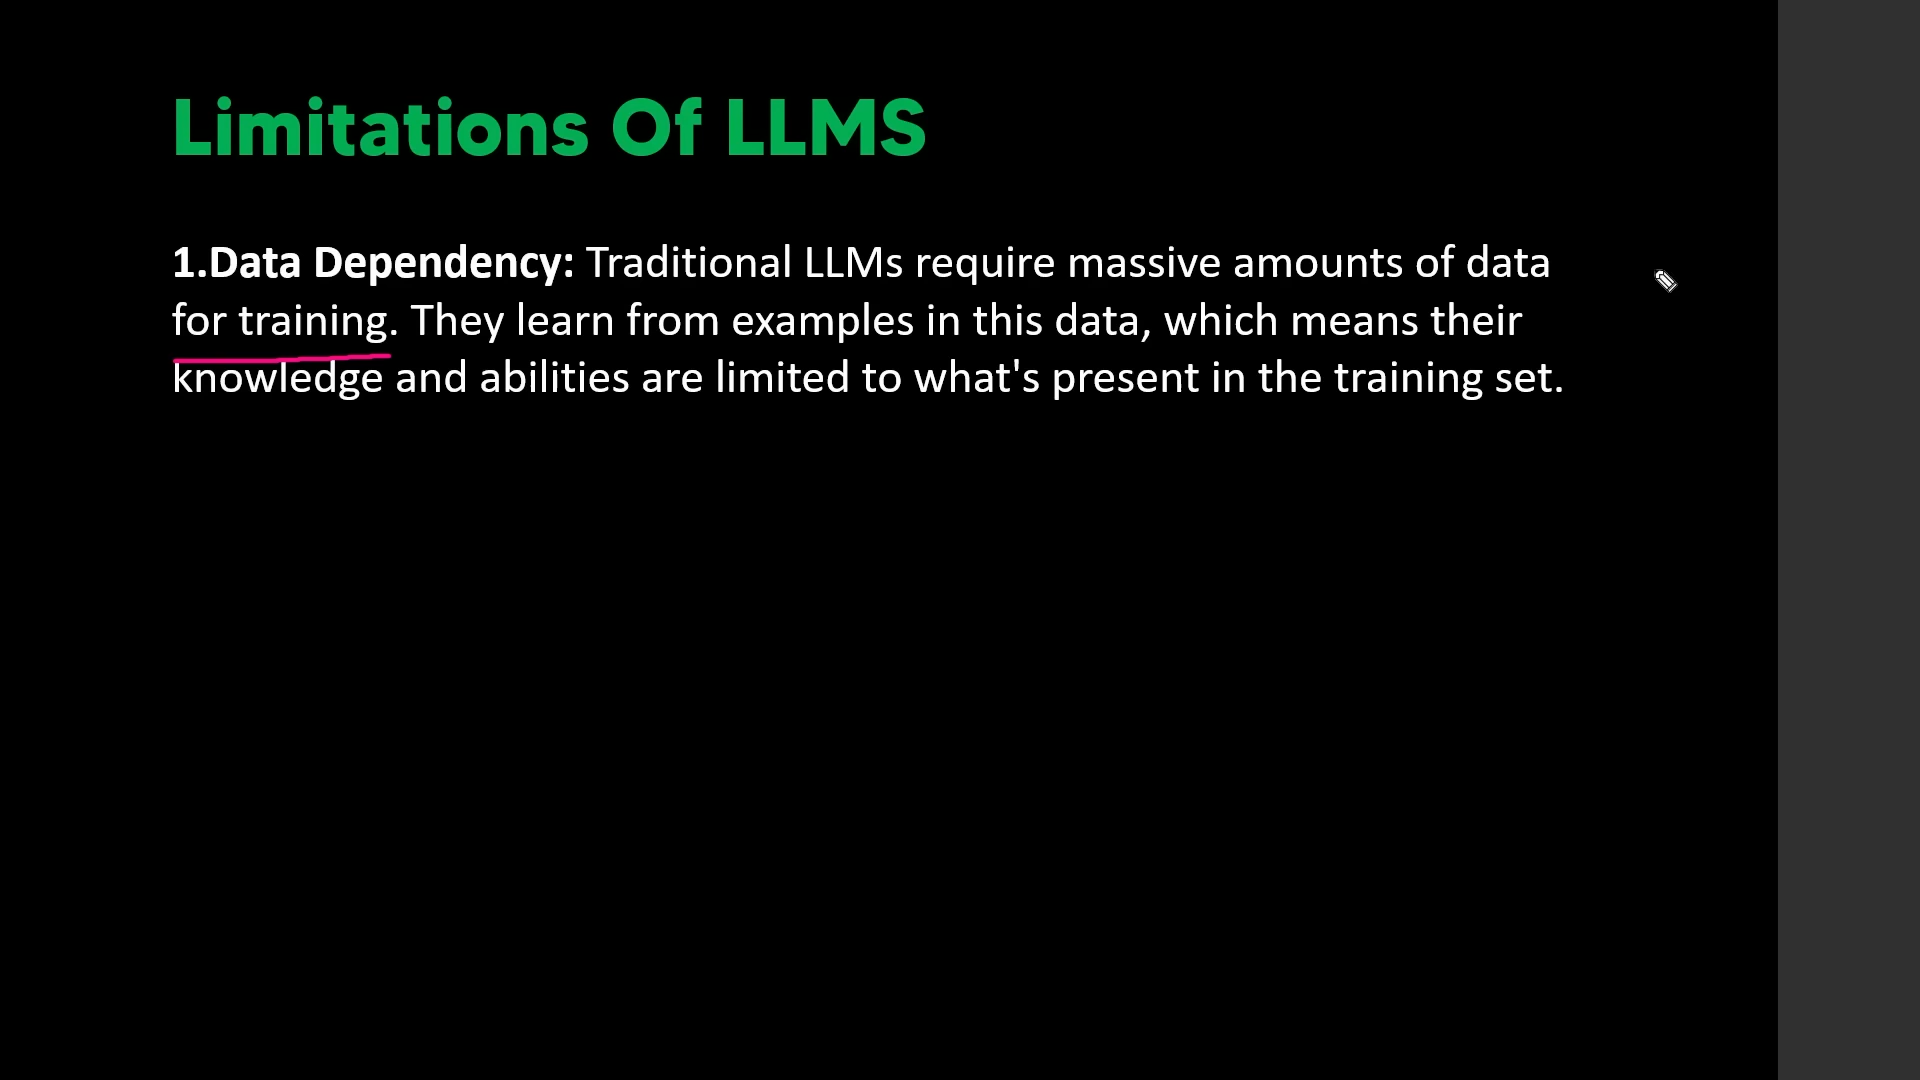 Limitations Of LLMS
1.Data Dependency: Traditional LLMs require massive amounts of data
for training. They learn from examples in this data, which means their
knowledge and abilities are limited to what's present in the training set.